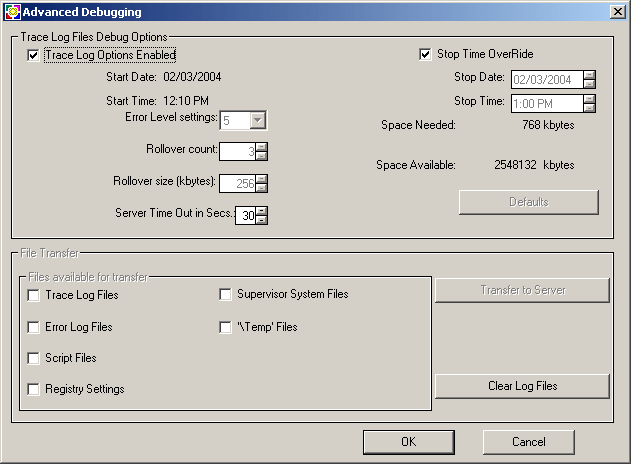 Advanced Debugging
Trace Log Files Debug Options
Trace Log Options Enabled
Stop Time OverRide
Start Date: 02/03/2004
Stop Date: 02/03/2004
Start Time: 12:10 PM
Stop Time: 1:00 PM
Error Level settings: 5
Space Needed: 768 kbytes
Rollover count: 3
Space Available: 2548132 kbytes
Rollover size (kbytes): 256
Defaults
Server Time Out in Secs.: 30
File Transfer
Files available for transfer
Trace Log Files
Supervisor System Files
Transfer to Server
Error Log Files
'\Temp' Files
Script Files
Registry Settings
Clear Log Files
OK
Cancel